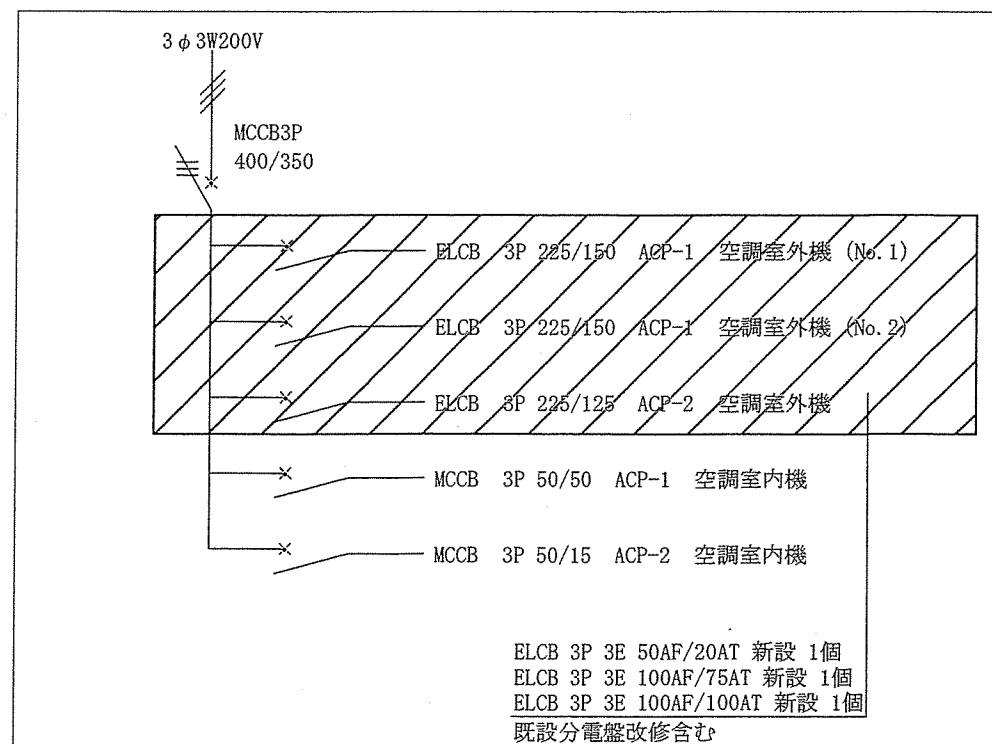 3φ3W200V
MCCB3P
400/350
ELCB 3P 225/150 ACP-1 空調室外機 (No.1)
ELCB 3P 225/150 ACP-1 空調室外機 (No.2)
ELCB 3P 225/125 ACP-2 空調室外機
MCCB 3P 50/50 ACP-1 空調室内機
MCCB 3P 50/15 ACP-2 空調室内機
ELCB 3P 3E 50AF/20AT 新設 1個
ELCB 3P 3E 100AF/75AT 新設 1個
ELCB 3P 3E 100AF/100AT 新設 1個
既設分電盤改修含む